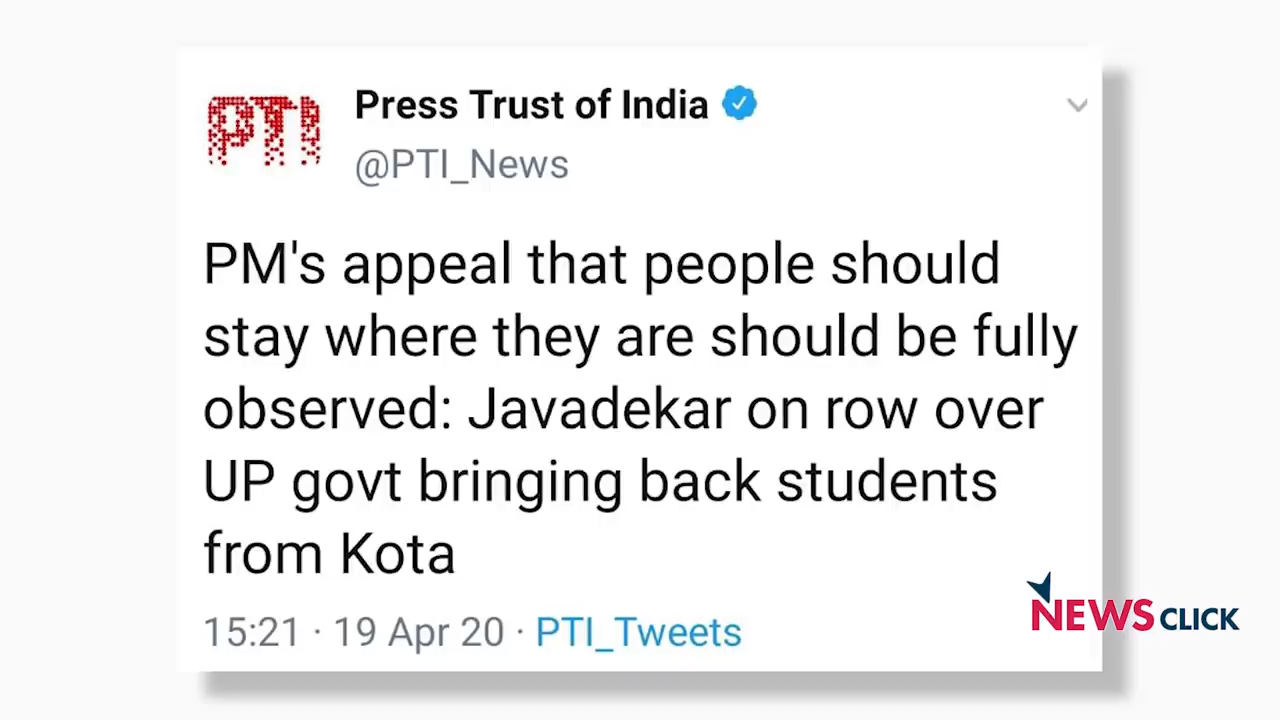 PTI
Press Trust of India
@PTI_News
PM's appeal that people should
stay where they are should be fully
observed: Javadekar on row over
UP govt bringing back students
from Kota
15:21 · 19 Apr 20 · PTI_Tweets
NEWSCLICK